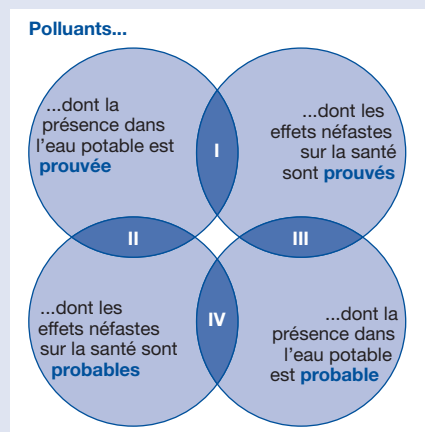 Polluants...
...dont la
présence dans
l’eau potable est
prouvée
I
...dont les
effets néfastes
sur la santé
sont prouvés
II
III
...dont les
effets néfastes
sur la santé sont
probables
IV
...dont la
présence dans
l’eau potable
est probable